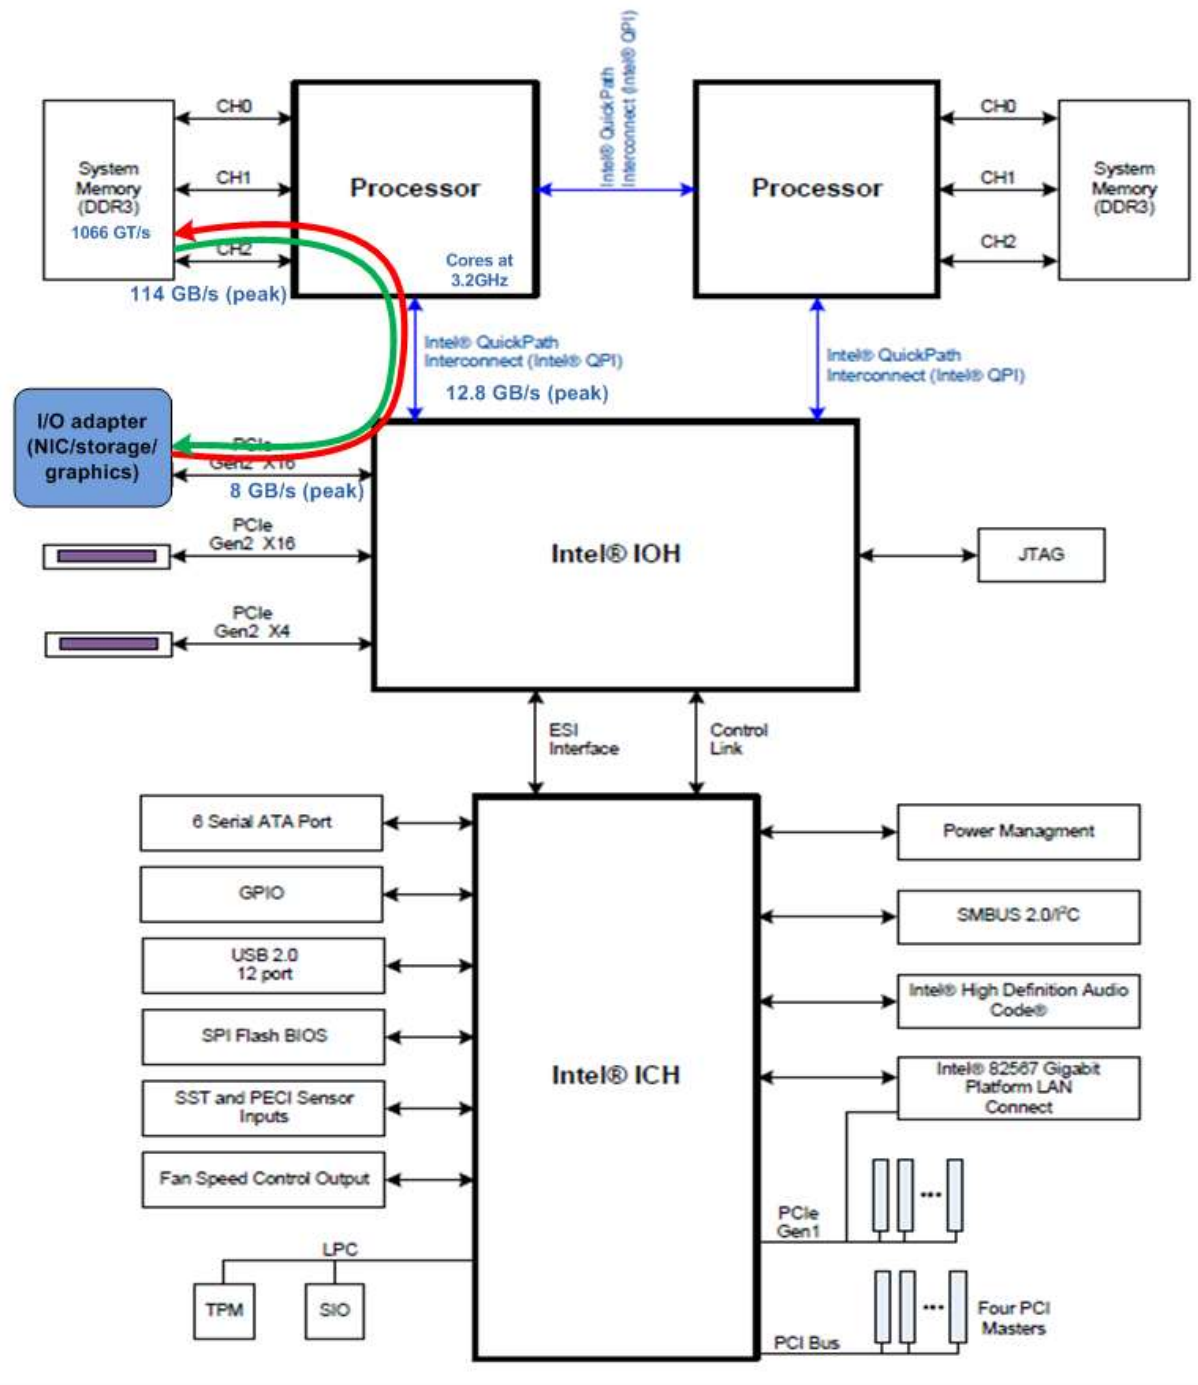 Intel® QuickPath
Interconnect (Intel® QPI)
System
Memory
(DDR3)
1066 GT/s
CH0
CH1
CH2
114 GB/s (peak)
Processor
Cores at
3.2GHz
Processor
CH0
CH1
CH2
System
Memory
(DDR3)
Intel® QuickPath
Interconnect (Intel® QPI)
12.8 GB/s (peak)
Intel® QuickPath
Interconnect (Intel® QPI)
I/O adapter
(NIC/storage/
graphics)
PCIe
Gen2 X16
8 GB/s (peak)
PCIe
Gen2 X16
PCIe
Gen2 X4
Intel® IOH
JTAG
ESI
Interface
Control
Link
6 Serial ATA Port
GPIO
USB 2.0
12 port
SPI Flash BIOS
SST and PECI Sensor
Inputs
Fan Speed Control Output
LPC
TPM
SIO
Intel® ICH
Power Managment
SMBUS 2.0/I²C
Intel® High Definition Audio
Code®
Intel® 82567 Gigabit
Platform LAN
Connect
PCIe
Gen1
PCI Bus
Four PCI
Masters